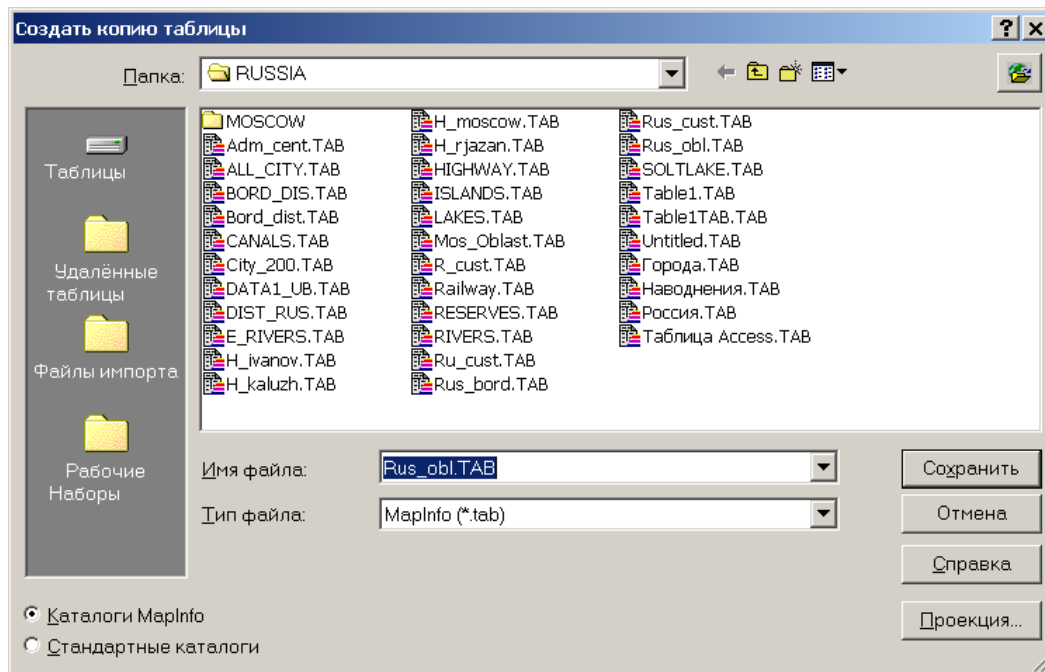 Создать копию таблицы
Папка:
RUSSIA
Таблицы
Удалённые
таблицы
Файлы импорта
Рабочие
Наборы
MOSCOW
Adm_cent.TAB
ALL_CITY.TAB
BORD_DIS.TAB
Bord_dist.TAB
CANALS.TAB
City_200.TAB
DATA1_UB.TAB
DIST_RUS.TAB
E_RIVERS.TAB
H_ivanov.TAB
H_kaluzh.TAB
H_moscow.TAB
H_rjazan.TAB
HIGHWAY.TAB
ISLANDS.TAB
LAKES.TAB
Mos_Oblast.TAB
R_cust.TAB
Railway.TAB
RESERVES.TAB
RIVERS.TAB
Ru_cust.TAB
Rus_bord.TAB
Rus_cust.TAB
Rus_obl.TAB
SOLTLAKE.TAB
Table1.TAB
Table1TAB.TAB
Untitled.TAB
Города.TAB
Наводнения.TAB
Россия.TAB
Таблица Access.TAB
Имя файла:
Rus_obl.TAB
Сохранить
Тип файла:
MapInfo (*.tab)
Отмена
Справка
Каталоги MapInfo
Проекция...
Стандартные каталоги